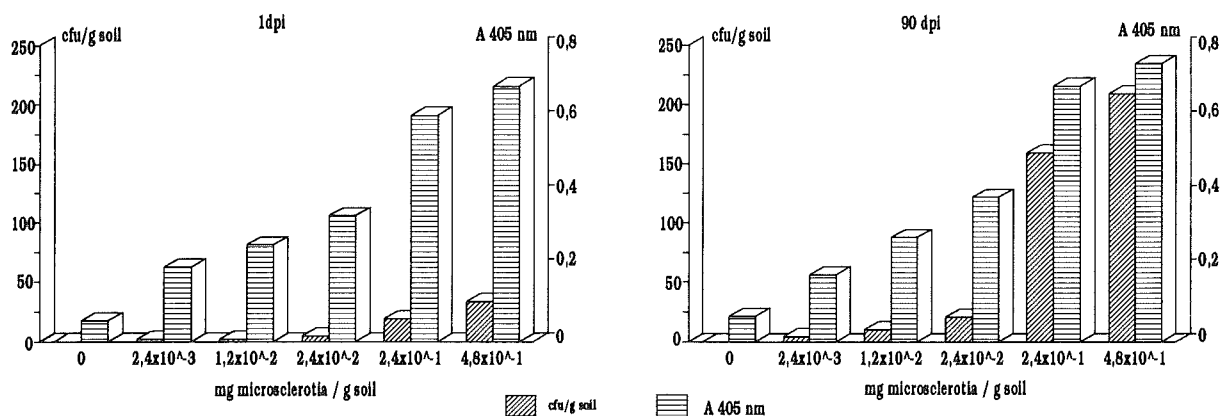 1dpi
cfu/g soil
A 405 nm
250
200
150
100
50
0
0,8
0,6
0,4
0,2
0
0 2,4x10^-3 1,2x10^-2 2,4x10^-2 2,4x10^-1 4,8x10^-1
mg microsclerotia / g soil
90 dpi
cfu/g soil
A 405 nm
250
200
150
100
50
0
0,8
0,6
0,4
0,2
0
0 2,4x10^-3 1,2x10^-2 2,4x10^-2 2,4x10^-1 4,8x10^-1
mg microsclerotia / g soil
cfu/g soil A 405 nm